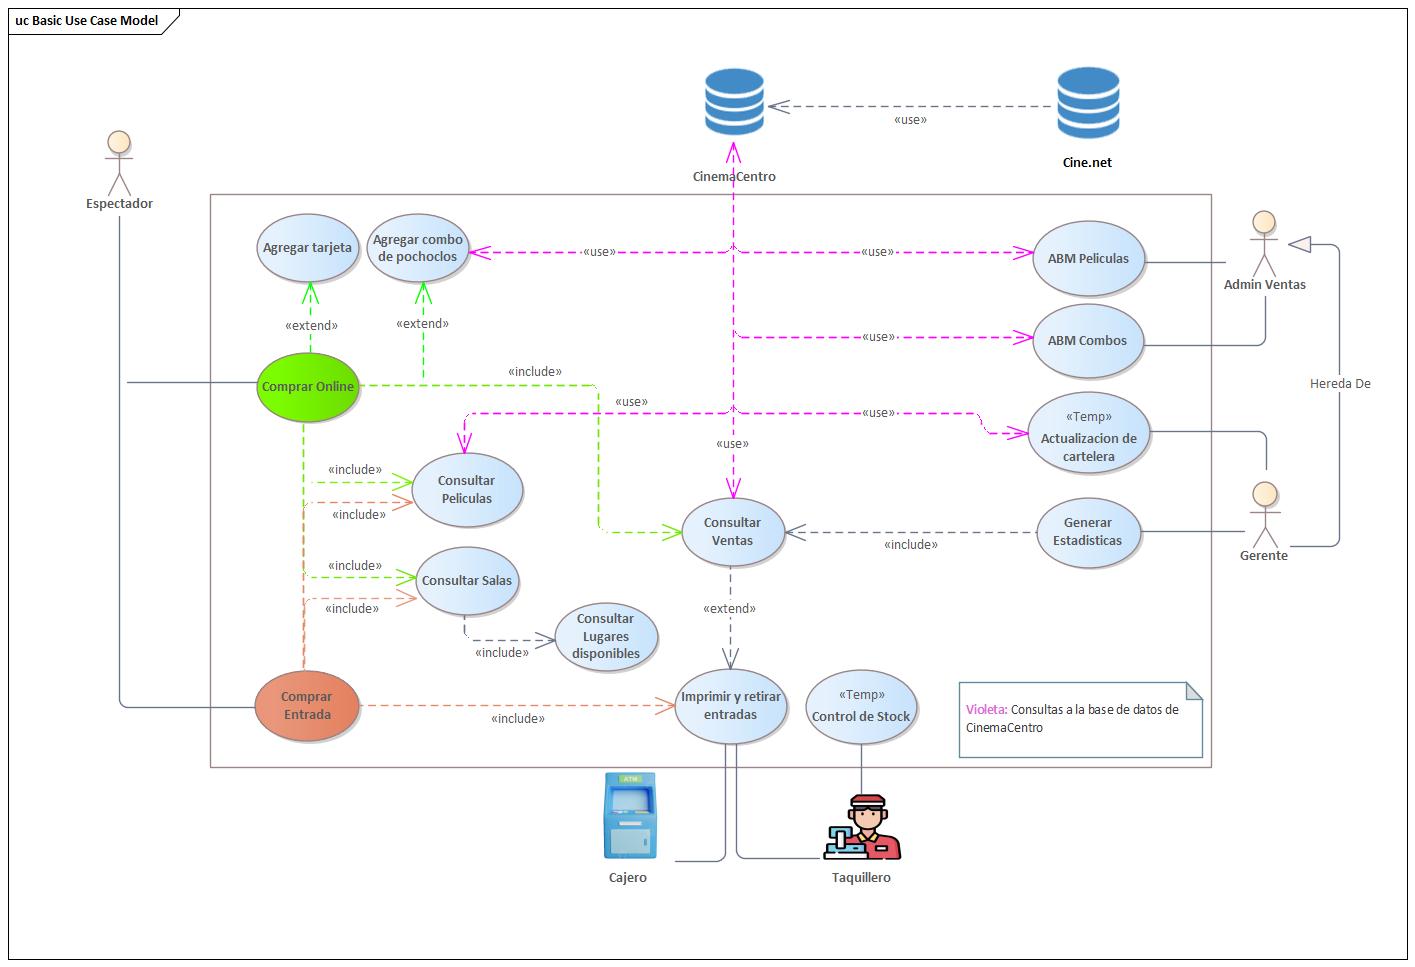 uc Basic Use Case Model
«use»
Cine.net
CinemaCentro
Espectador
Agregar tarjeta
Agregar combo
de pochoclos
«use»
«use»
ABM Peliculas
Admin Ventas
«extend»
«extend»
«use»
ABM Combos
Comprar Online
«include»
Hereda De
«use»
«use»
«Temp»
Actualizacion de
cartelera
«use»
«include»
Consultar
Peliculas
«include»
Consultar
Ventas
«include»
Generar
Estadisticas
Gerente
«include»
Consultar Salas
«include»
«extend»
Consultar
Lugares
disponibles
«include»
Comprar
Entrada
«include»
Imprimir y retirar
entradas
«Temp»
Control de Stock
Violeta: Consultas a la base de datos de
CinemaCentro
ATM
Cajero
Taquillero